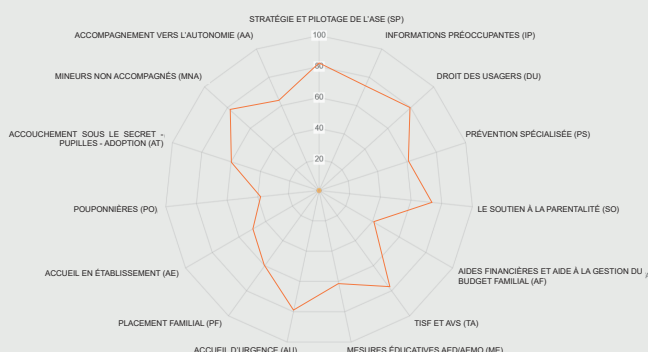 STRATÉGIE ET PILOTAGE DE L'ASE (SP)
ACCOMPAGNEMENT VERS L'AUTONOMIE (AA)
INFORMATIONS PRÉOCCUPANTES (IP)
100
MINEURS NON ACCOMPAGNÉS (MNA)
80
DROIT DES USAGERS (DU)
60
ACCOUCHEMENT SOUS LE SECRET -
PUPILLES - ADOPTION (AT)
40
PRÉVENTION SPÉCIALISÉE (PS)
20
POUPONNIÈRES (PO)
LE SOUTIEN À LA PARENTALITÉ (SO)
ACCUEIL EN ÉTABLISSEMENT (AE)
AIDES FINANCIÈRES ET AIDE À LA GESTION DU
BUDGET FAMILIAL (AF)
PLACEMENT FAMILIAL (PF)
TISF ET AVS (TA)
ACCUEIL D'URGENCE (AU)
MESURES ÉDUCATIVES AED/AEMO (ME)